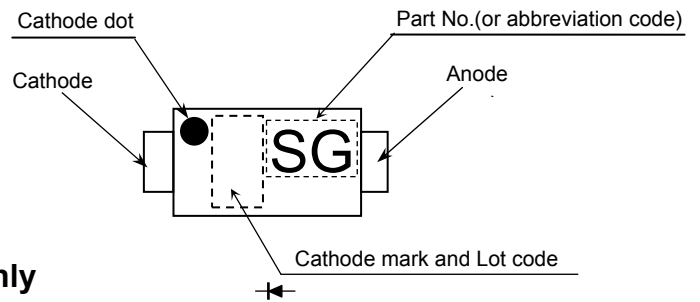 Cathode dot
Part No.(or abbreviation code)
Cathode
Anode
SG
Cathode mark and Lot code